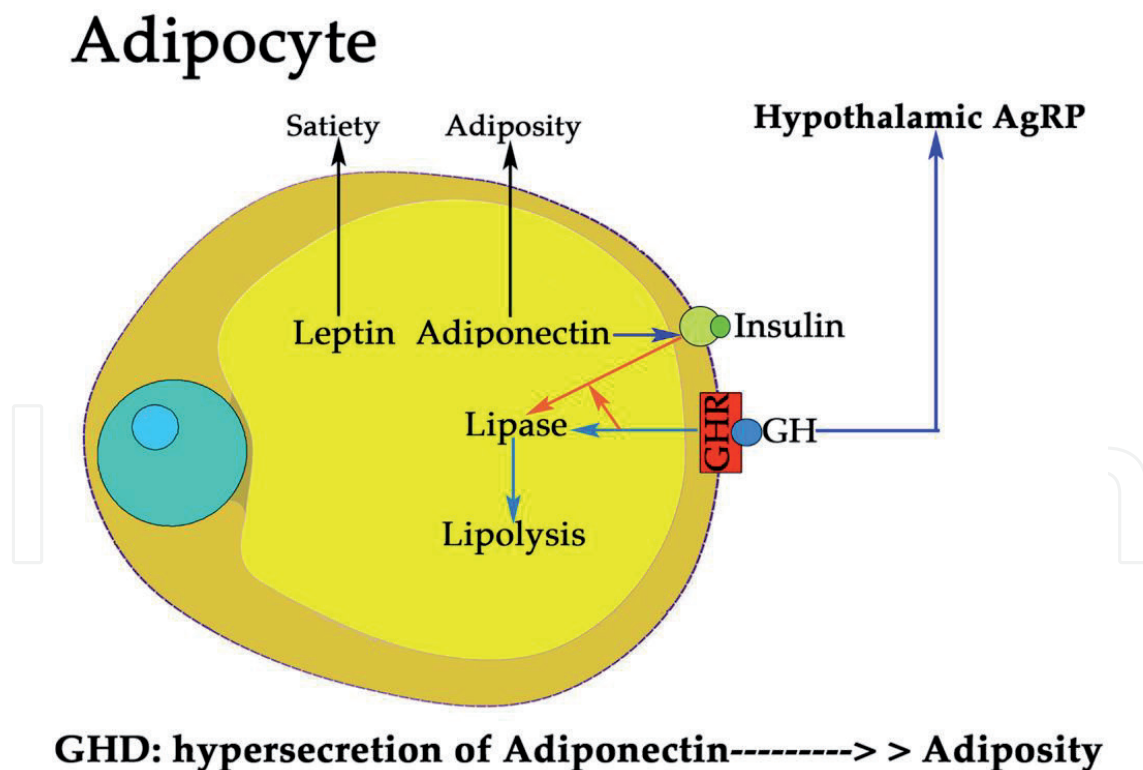 Adipocyte
Satiety
Adiposity
Hypothalamic AgRP
Leptin
Adiponectin
Insulin
Lipase
GHR
GH
Lipolysis
GHD: hypersecretion of Adiponectin---------> > Adiposity